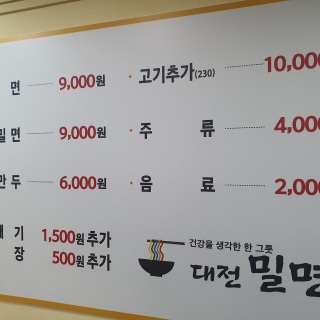 면 9,000원
고기추가(230) 10,000
밀면 9,000원
주류 4,000
만두 6,000원
음료 2,000
기 1,500원 추가
장 500원 추가
건강을 생각한 한 그릇
대전 밀면